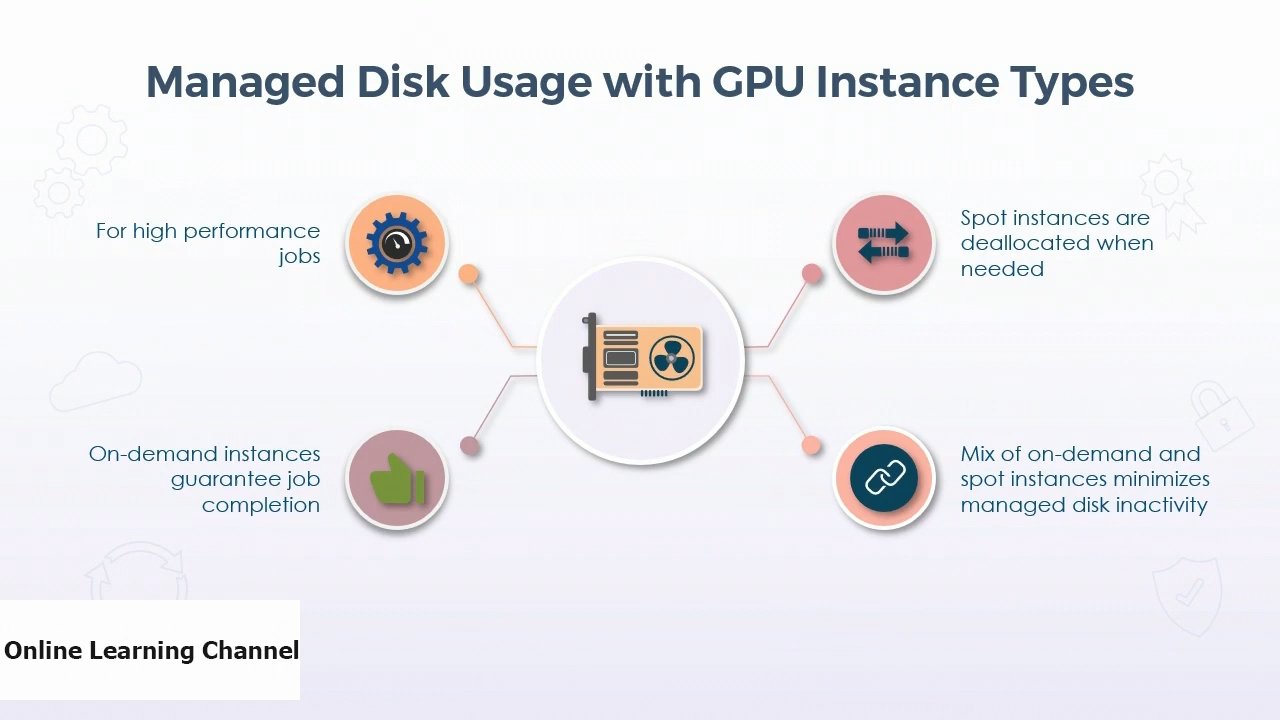 Managed Disk Usage with GPU Instance Types
For high performance
jobs
Spot instances are
deallocated when
needed
On-demand instances
guarantee job
completion
Mix of on-demand and
spot instances minimizes
managed disk inactivity
Online Learning Channel